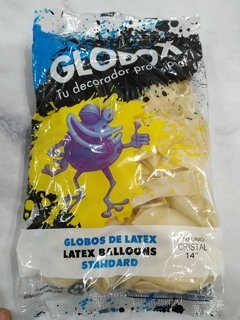 GLOBOX
Tu decorador profesional
GLOBOS DE LATEX
LATEX BALLOONS
STANDARD
CRISTAL
14"